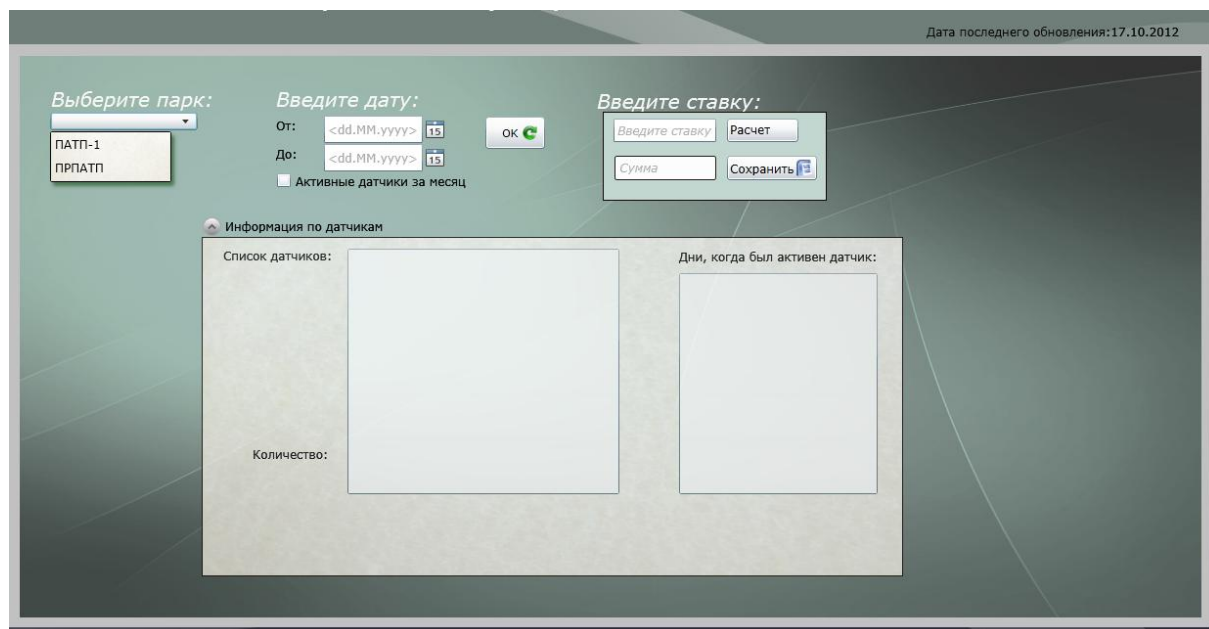 Дата последнего обновления:17.10.2012
Выберите парк:
ПАТП-1
ПРПАТП
Введите дату:
От: <dd.MM.yyyy> 15
До: <dd.MM.yyyy> 15
Активные датчики за месяц
ОК
Введите ставку:
Введите ставку Расчет
Сумма Сохранить
Информация по датчикам
Список датчиков:
Количество:
Дни, когда был активен датчик: